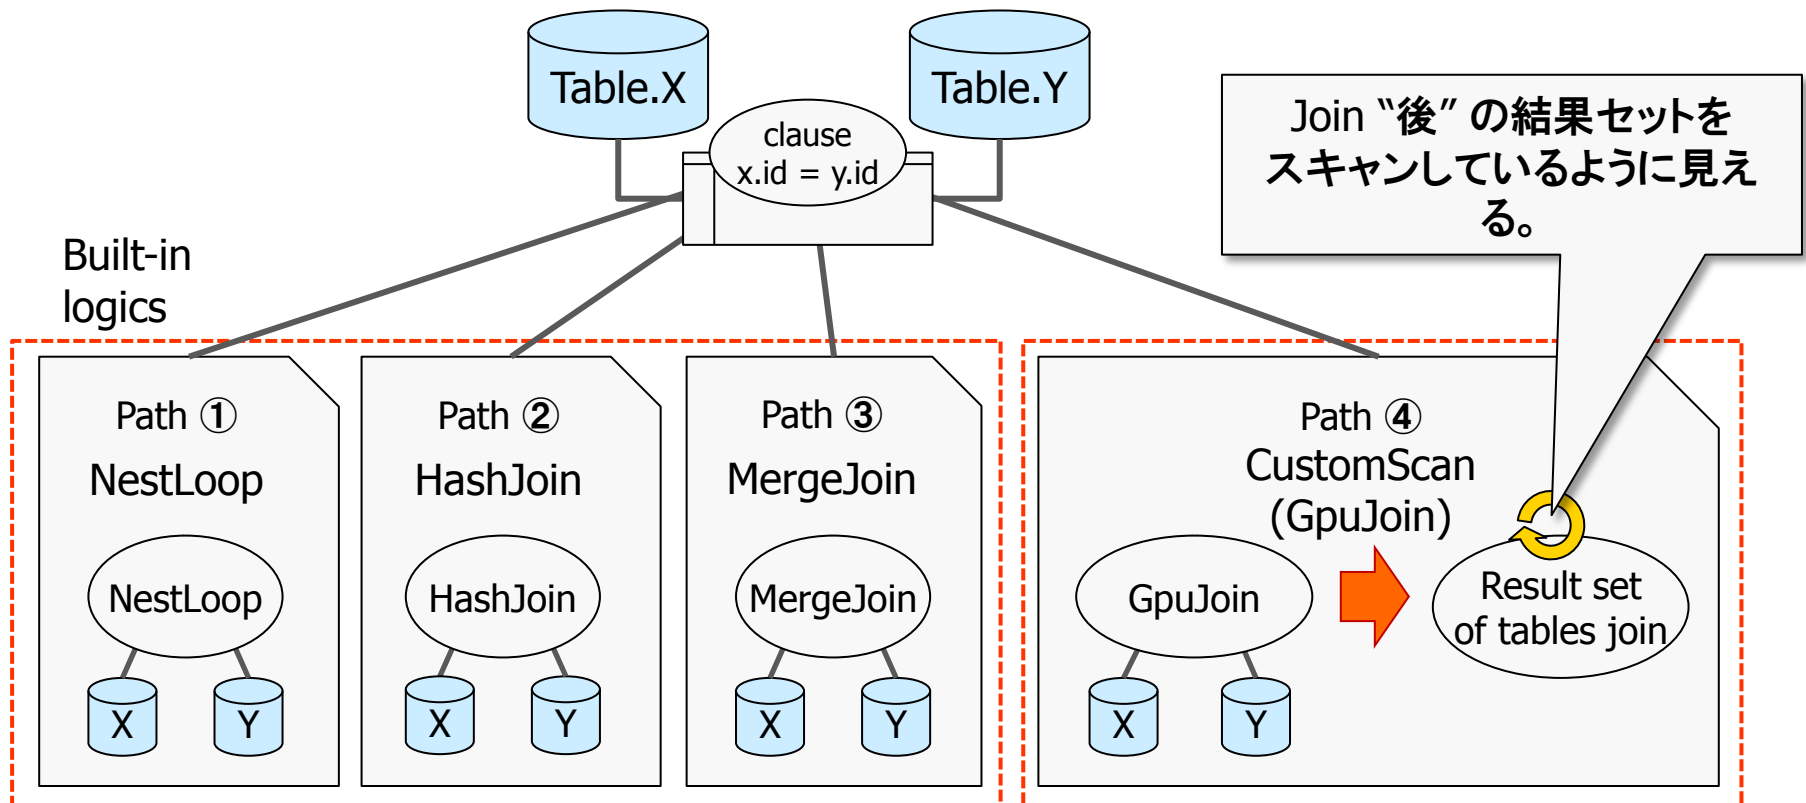 Table.X
Table.Y
clause
x.id = y.id
Join “後” の結果セットを
スキャンしているように見え
る。
Built-in
logics
Path ①
NestLoop
NestLoop
X
Y
Path ②
HashJoin
HashJoin
X
Y
Path ③
MergeJoin
MergeJoin
X
Y
Path ④
CustomScan
(GpuJoin)
GpuJoin
X
Y
Result set
of tables join